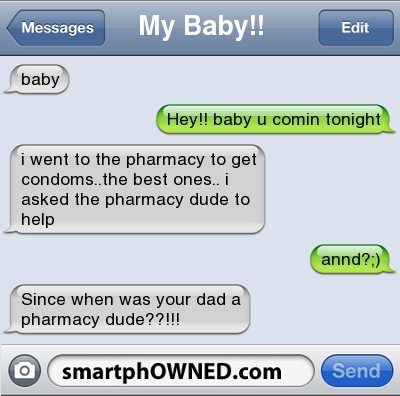 Messages
My Baby!!
Edit
baby
Hey!! baby u comin tonight
i went to the pharmacy to get
condoms..the best ones.. i
asked the pharmacy dude to
help
annd?;)
Since when was your dad a
pharmacy dude??!!!
smartphOWNED.com
Send